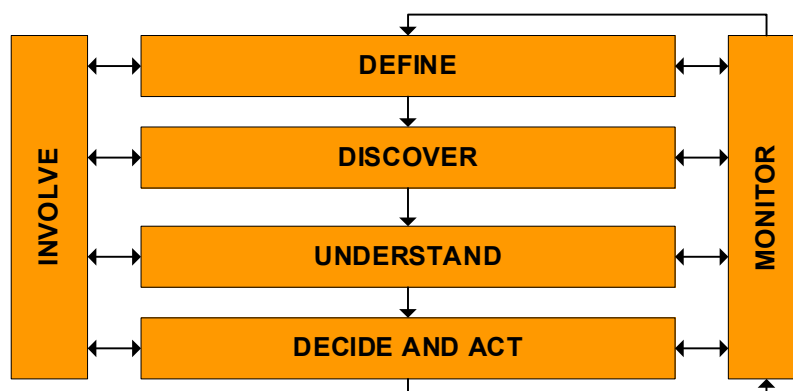 DEFINE
DISCOVER
UNDERSTAND
DECIDE AND ACT
INVOLVE
MONITOR